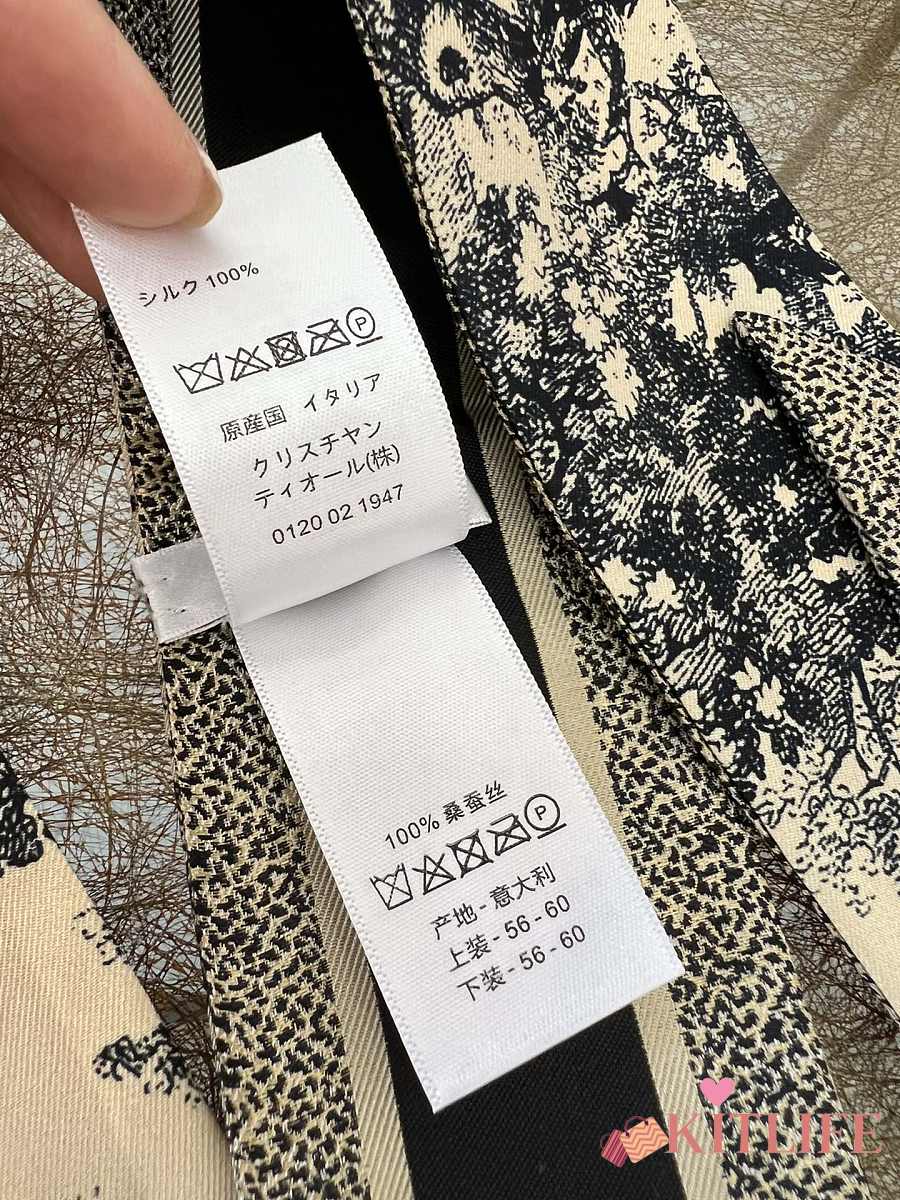 シルク 100%
P
原産国 イタリア
クリスチヤン
ティオール(株)
0120 02 1947
100% 桑蚕丝
P
产地 - 意大利
上装 - 56 - 60
下装 - 56 - 60
KITLIFE